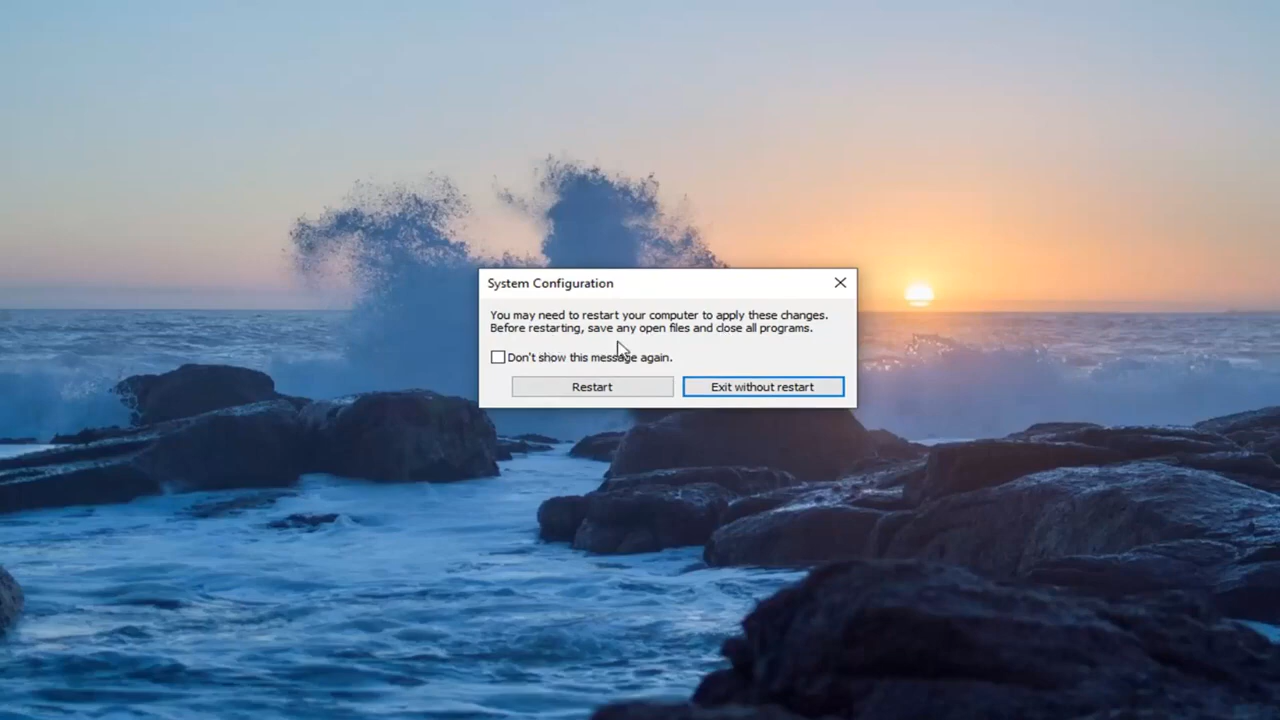 System Configuration
You may need to restart your computer to apply these changes.
Before restarting, save any open files and close all programs.
Don't show this message again.
Restart
Exit without restart